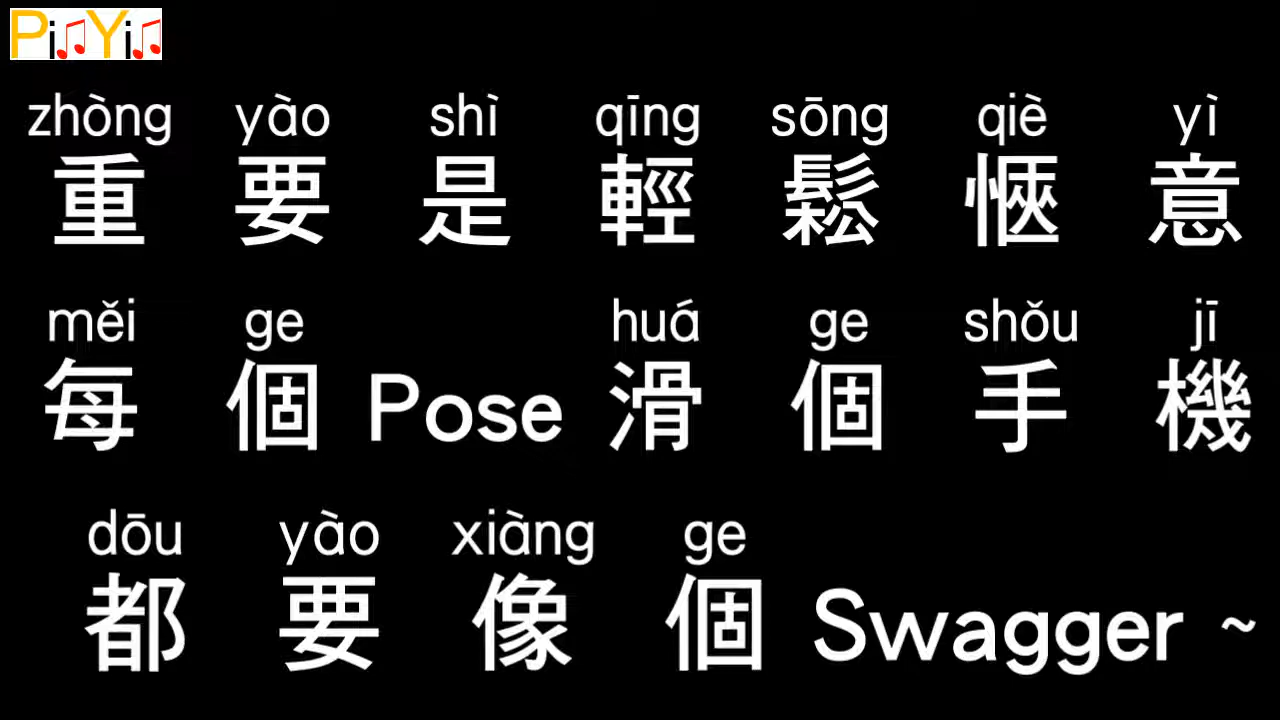 PinYin
zhòng yào shì qīng sōng qiè yì
重 要 是 輕 鬆 愜 意
měi ge huá ge shǒu jī
每 個 Pose 滑 個 手 機
dōu yào xiàng ge
都 要 像 個 Swagger ~